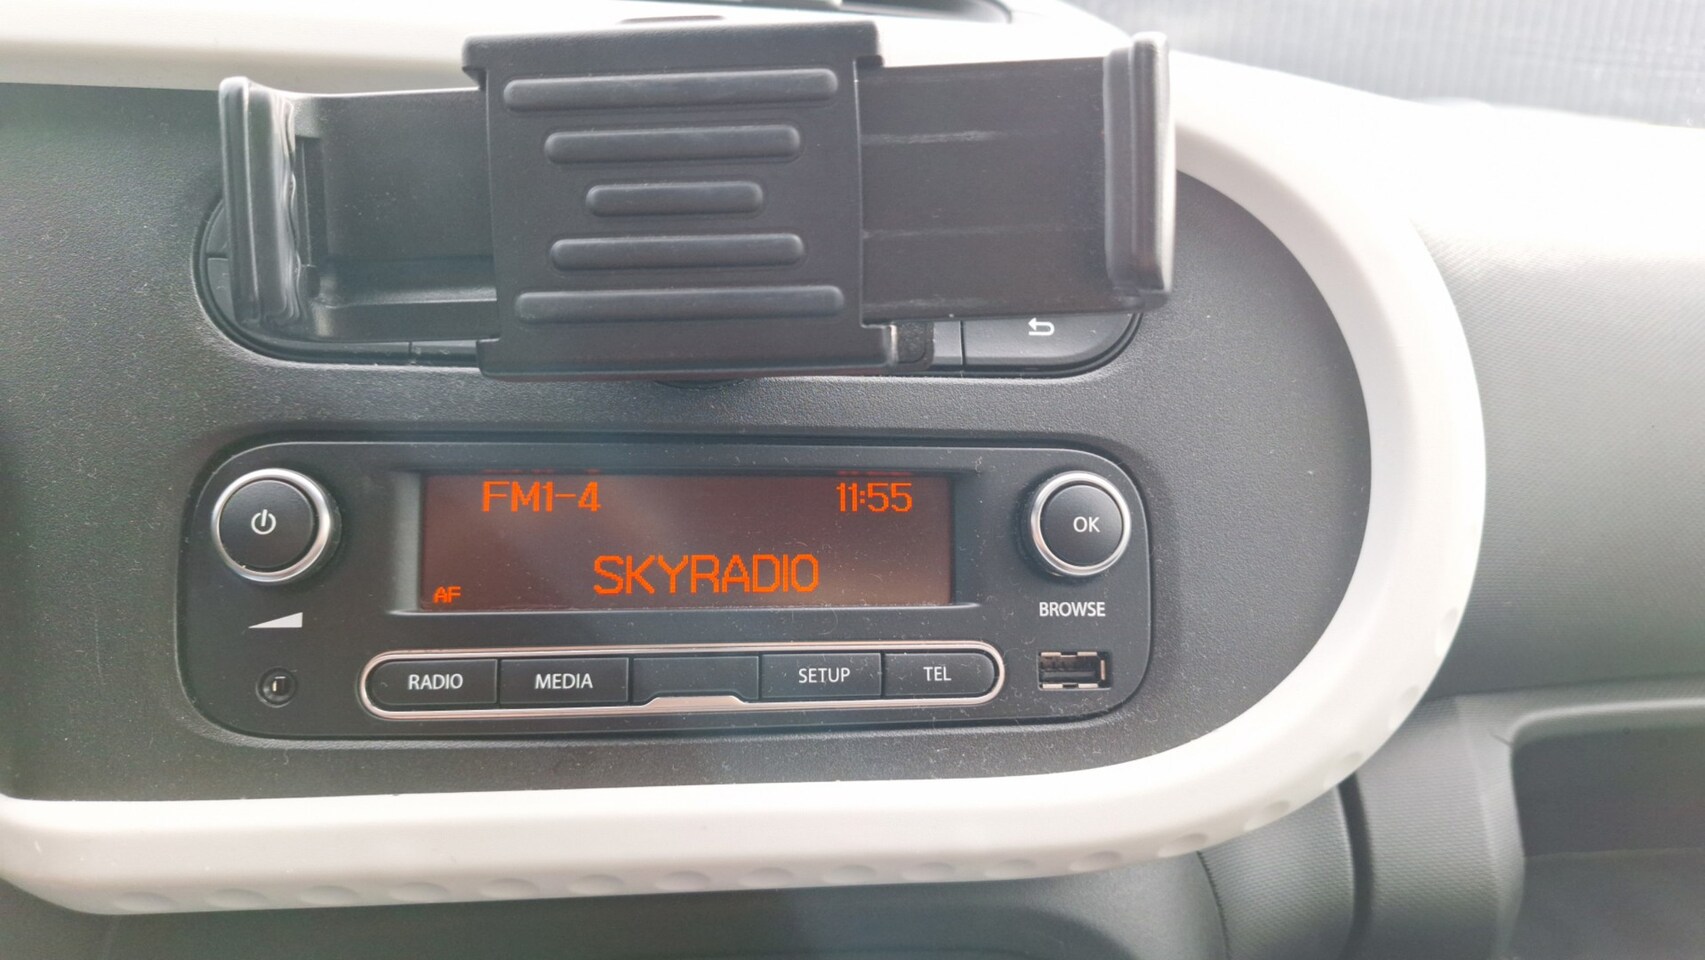 FM1-4 11:55
SKYRADIO
AF
OK
BROWSE
RADIO MEDIA SETUP TEL